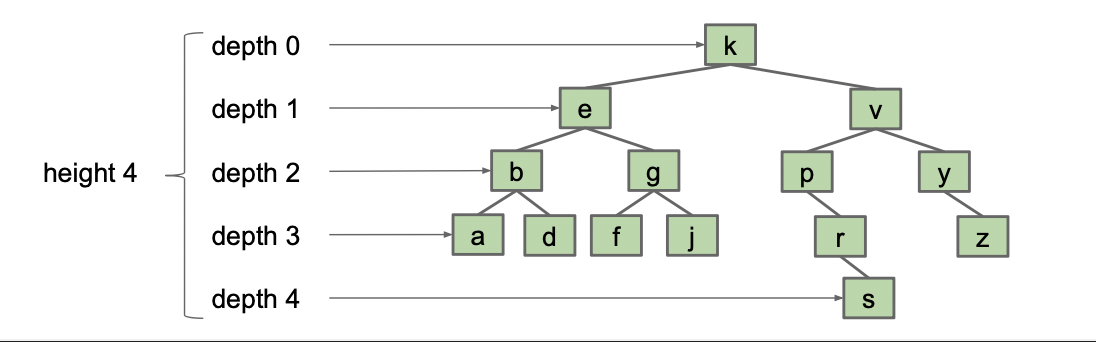 depth 0 k
depth 1 e v
height 4 depth 2 b g p y
depth 3 a d f j r z
depth 4 s